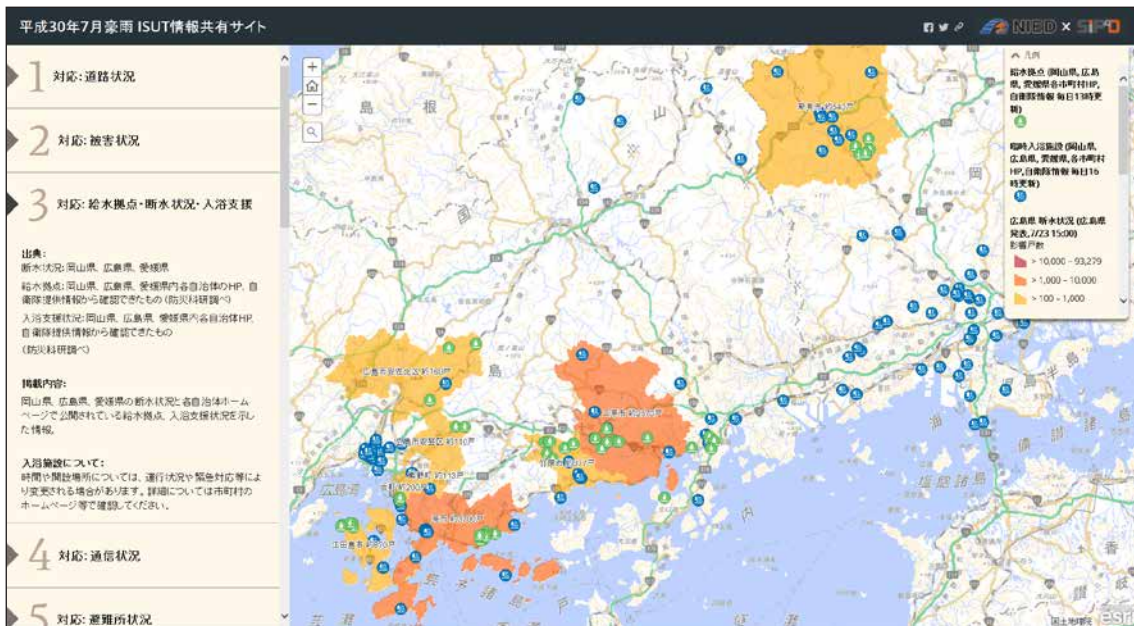 平成30年7月豪雨 ISUT情報共有サイト
NIED × SIP
1 対応：道路状況
2 対応：被害状況
3 対応：給水拠点・断水状況・入浴支援
出典：
断水状況：岡山県、広島県、愛媛県
給水拠点：岡山県、広島県、愛媛県内各自治体のHP、自
衛隊提供情報から確認できたもの（防災科研調べ）
入浴支援状況：岡山県、広島県、愛媛県内各自治体HP、
自衛隊提供情報から確認できたもの
（防災科研調べ）
掲載内容：
岡山県、広島県、愛媛県の断水状況と各自治体ホーム
ページで公開されている給水拠点、入浴支援状況を示し
た情報。
入浴施設について：
時間や開設場所については、運行状況や緊急対応等によ
り変更される場合があります。詳細については市町村の
ホームページ等で確認してください。
4 対応：通信状況
5 対応：避難所状況
凡例
給水拠点（岡山県, 広島
県, 愛媛県各市町村HP,
自衛隊情報 毎日13時更
新）
臨時入浴施設（岡山県,
広島県, 愛媛県, 各市町村
HP,自衛隊情報 毎日16
時更新）
広島県 断水状況（広島県
発表,7/23 15:00）
影響戸数
> 10,000 - 93,279
> 1,000 - 10,000
> 100 - 1,000
島
根
山
岡
島
広島湾
内
香
塩飽諸島
備讃諸島
児島半島
国土地理院
esri